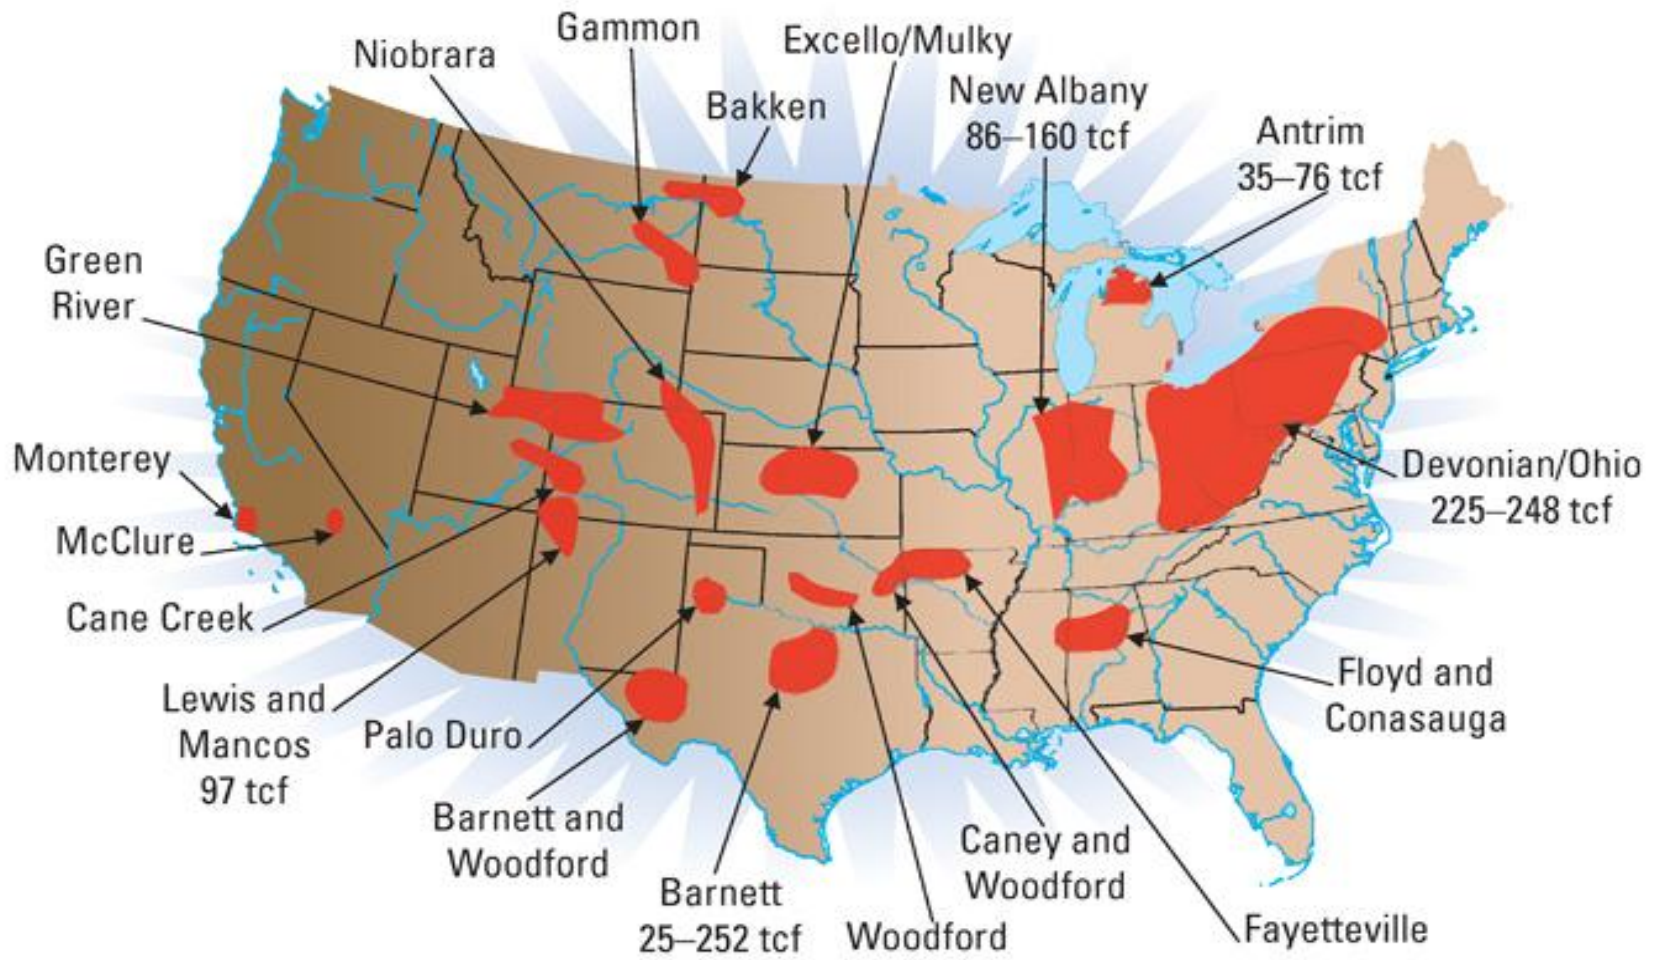 Gammon
Niobrara
Excello/Mulky
Bakken
New Albany
86–160 tcf
Antrim
35–76 tcf
Green
River
Monterey
McClure
Cane Creek
Devonian/Ohio
225–248 tcf
Lewis and
Mancos
97 tcf
Palo Duro
Barnett and
Woodford
Barnett
25–252 tcf
Woodford
Caney and
Woodford
Fayetteville
Floyd and
Conasauga